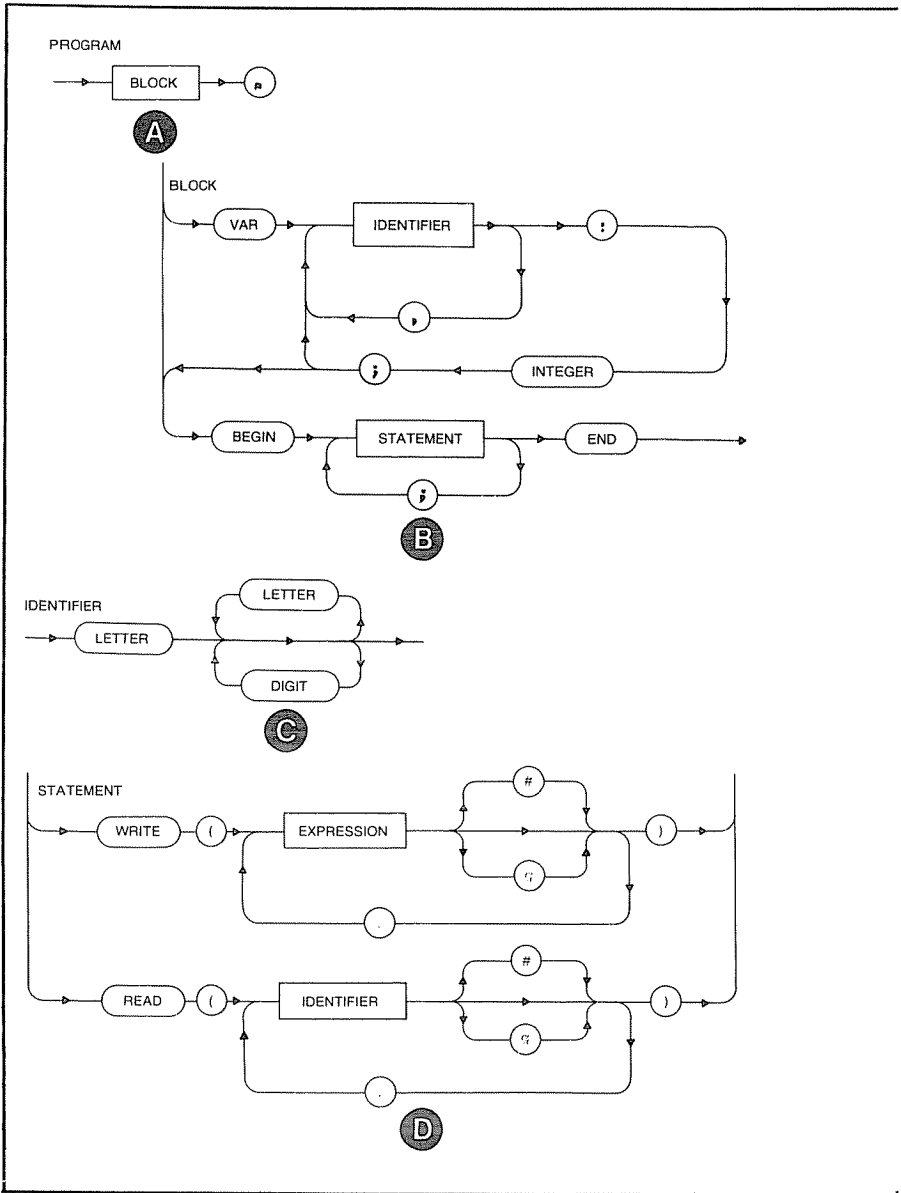 PROGRAM
BLOCK
A
BLOCK
VAR IDENTIFIER :
,
; INTEGER
BEGIN STATEMENT END
;
B
LETTER
IDENTIFIER
LETTER
DIGIT
C
STATEMENT
#
WRITE ( EXPRESSION )
%
#
READ ( IDENTIFIER )
%
D